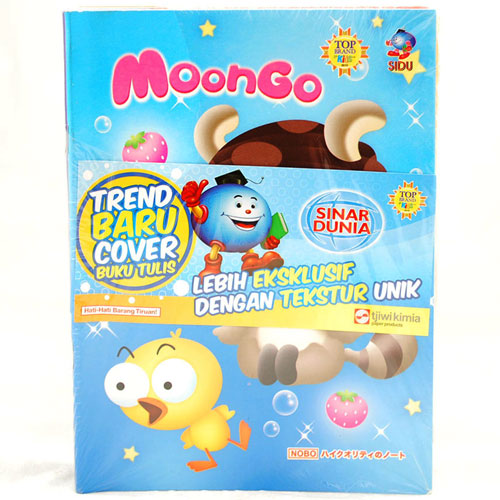 MoonGo
TOP
BRAND
SIDU
TREND
BARU
COVER
BUKU TULIS
SINAR
DUNIA
TOP
BRAND
LEBIH EKSKLUSIF
DENGAN TEKSTUR UNIK
Hati-Hati Barang Tiruan!
tjiwi kimia
paper products
NOBO ハイクオリティのノート